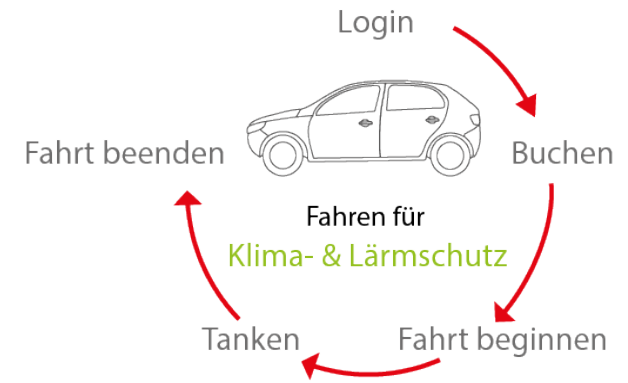 Login
Buchen
Fahrt beginnen
Tanken
Fahrt beenden
Fahren für
Klima- & Lärmschutz